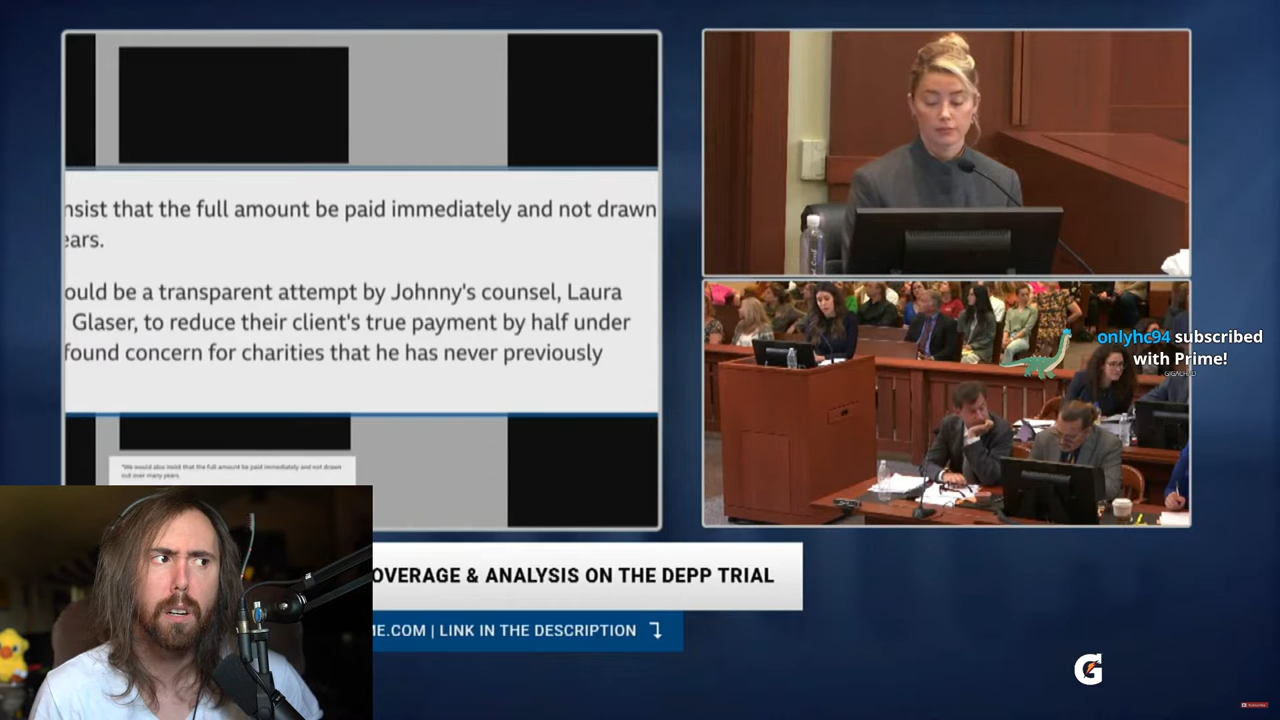 nsist that the full amount be paid immediately and not drawn
ears.
ould be a transparent attempt by Johnny's counsel, Laura
Glaser, to reduce their client's true payment by half under
found concern for charities that he has never previously
"We would also insist that the full amount be paid immediately and not drawn
out over many years.
onlyhc94 subscribed
with Prime!
GIGALHAD
OVERAGE & ANALYSIS ON THE DEPP TRIAL
ME.COM | LINK IN THE DESCRIPTION
G